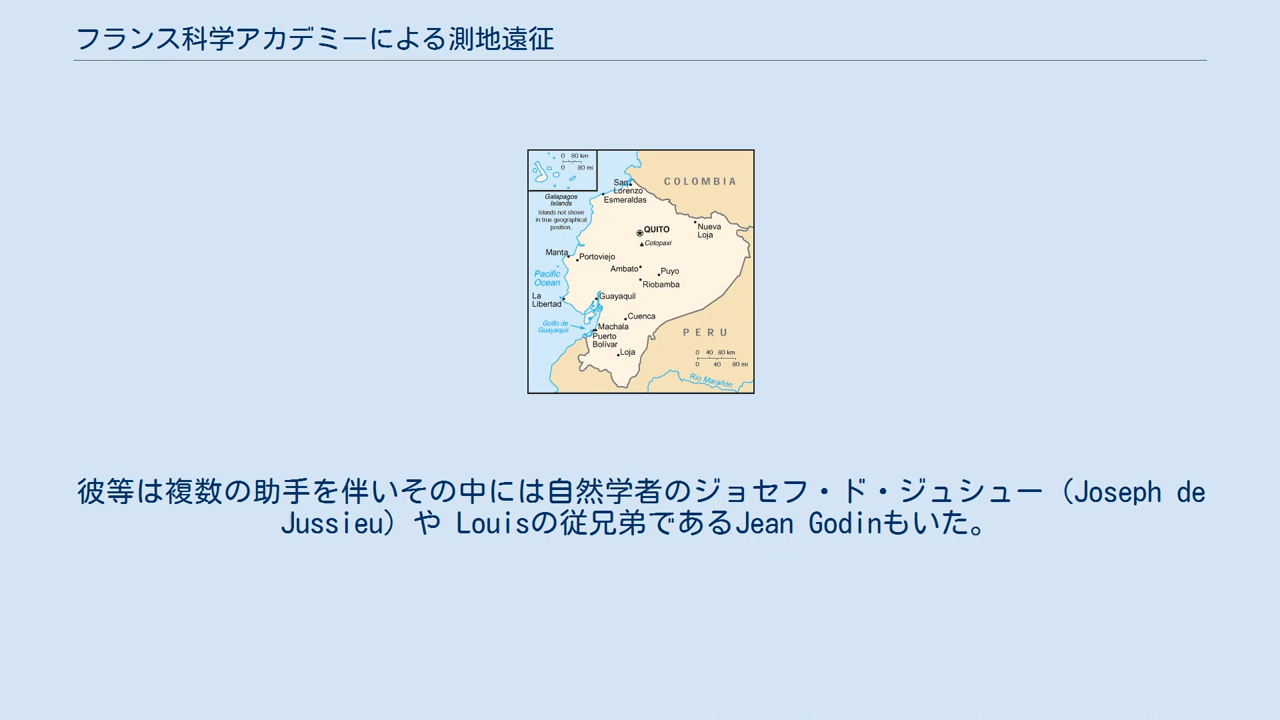 フランス科学アカデミーによる測地遠征
0 80 km
0 80 mi
Galapagos
Islands
Islands not shown
in true geographical
position.
COLOMBIA
San
Lorenzo
Esmeraldas
QUITO
Cotopaxi
Nueva
Loja
Manta
Portoviejo
Ambato
Puyo
Riobamba
Pacific
Ocean
La
Libertad
Guayaquil
Golfo de
Guayaquil
Cuenca
Machala
Puerto
Bolívar
Loja
PERU
0 40 80 km
0 40 80 mi
Río Marañón
彼等は複数の助手を伴いその中には自然学者のジョセフ・ド・ジュシュー（Joseph de
Jussieu）や Louisの従兄弟であるJean Godinもいた。